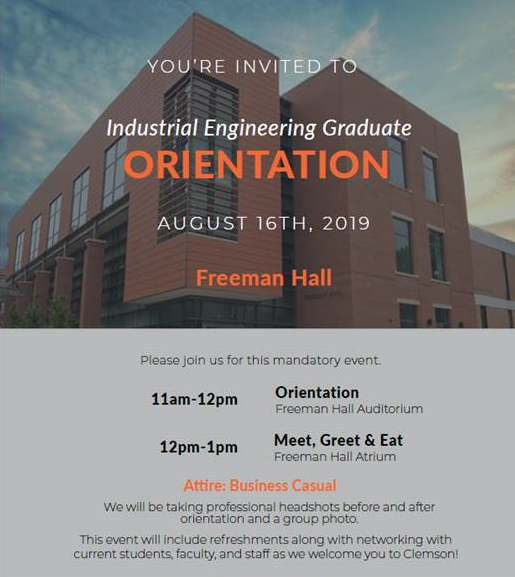 YOU'RE INVITED TO
Industrial Engineering Graduate
ORIENTATION
AUGUST 16TH, 2019
Freeman Hall
Please join us for this mandatory event.
11am-12pm Orientation
Freeman Hall Auditorium
12pm-1pm Meet, Greet & Eat
Freeman Hall Atrium
Attire: Business Casual
We will be taking professional headshots before and after
orientation and a group photo.
This event will include refreshments along with networking with
current students, faculty, and staff as we welcome you to Clemson!